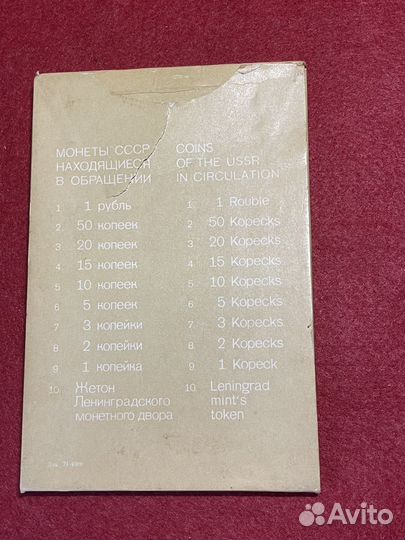 МОНЕТЫ СССР
НАХОДЯЩИЕСЯ
В ОБРАЩЕНИИ
1. 1 рубль
2. 50 копеек
3. 20 копеек
4. 15 копеек
5. 10 копеек
6. 5 копеек
7. 3 копейки
8. 2 копейки
9. 1 копейка
10. Жетон
Ленинградского
монетного двора
COINS
OF THE USSR
IN CIRCULATION
1. 1 Rouble
2. 50 Kopecks
3. 20 Kopecks
4. 15 Kopecks
5. 10 Kopecks
6. 5 Kopecks
7. 3 Kopecks
8. 2 Kopecks
9. 1 Kopeck
10. Leningrad
mint's
token
Avito